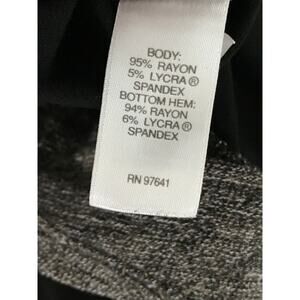 BODY:
95% RAYON
5% LYCRA®
SPANDEX
BOTTOM HEM:
94% RAYON
6% LYCRA®
SPANDEX
RN 97641